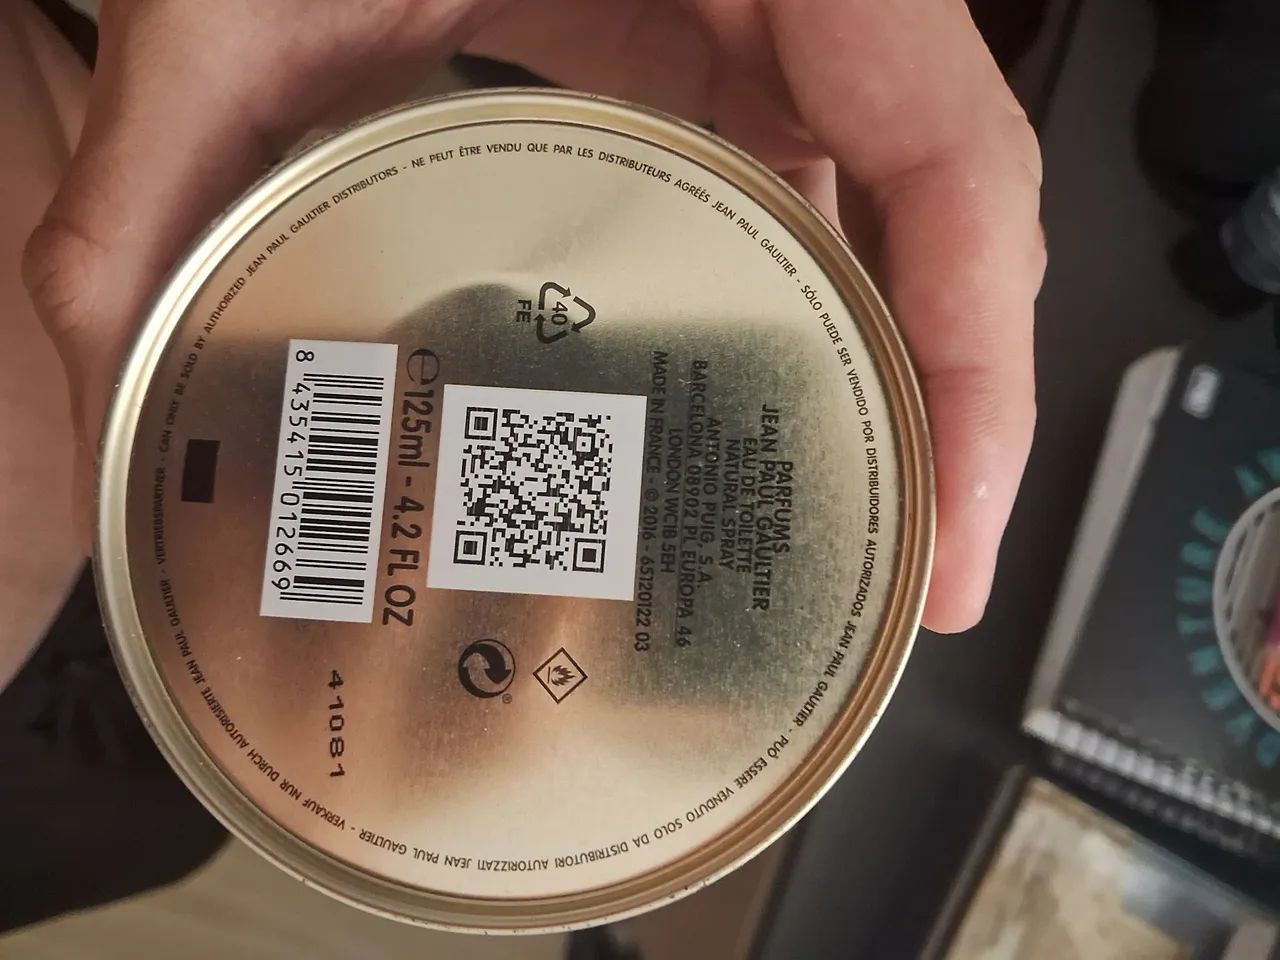 CAN ONLY BE SOLD BY AUTHORIZED JEAN PAUL GAULTIER DISTRIBUTORS - NE PEUT ÊTRE VENDU QUE PAR LES DISTRIBUTEURS AGRÉÉS JEAN PAUL GAULTIER - SÓLO PUEDE SER VENDIDO POR DISTRIBUIDORES AUTORIZADOS JEAN PAUL GAULTIER - PUÒ ESSERE VENDUTO SOLO DA DISTRIBUTORI AUTORIZZATI JEAN PAUL GAULTIER - VERKAUF NUR DURCH AUTORISIERTE JEAN PAUL GAULTIER - VERTRIEBSPARTNER -
PARFUMS
JEAN PAUL GAULTIER
EAU DE TOILETTE
NATURAL SPRAY
ANTONIO PUIG, S.A.
BARCELONA 08902 PL. EUROPA 46
LONDON WC1B 5EH
MADE IN FRANCE - © 2016 - 65120122 03
40
FE
℮125ml - 4.2 FL OZ
8 435415 012669
41081